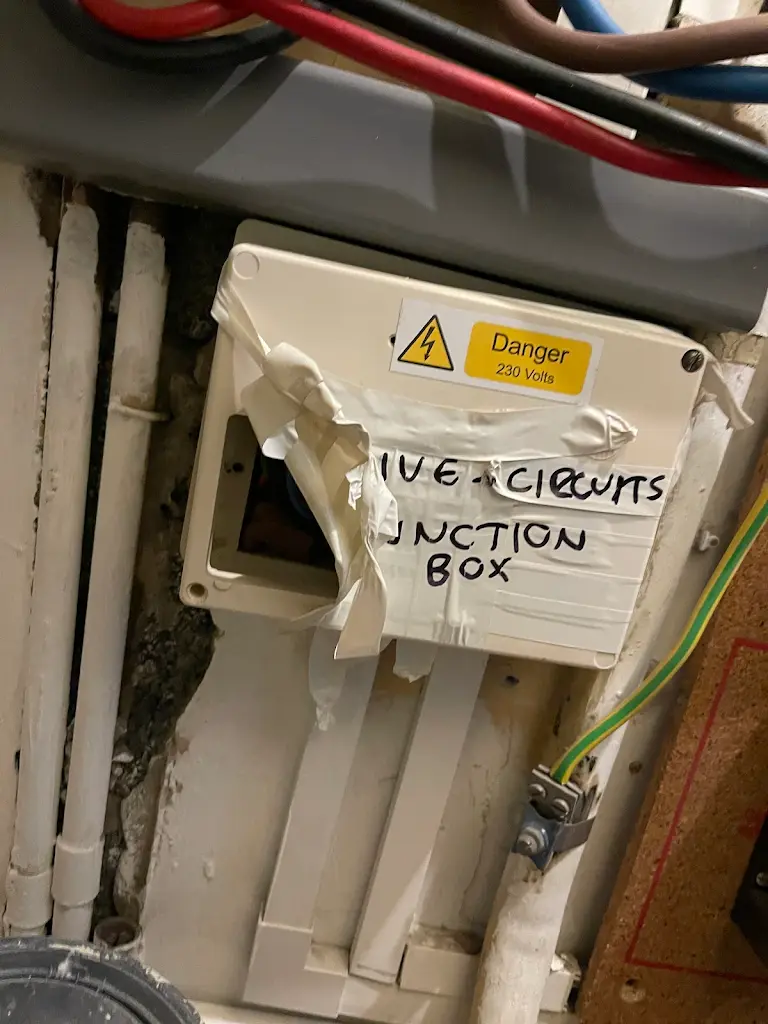 Danger
230 Volts
IVE - CIRCUITS
UNCTION
BOX